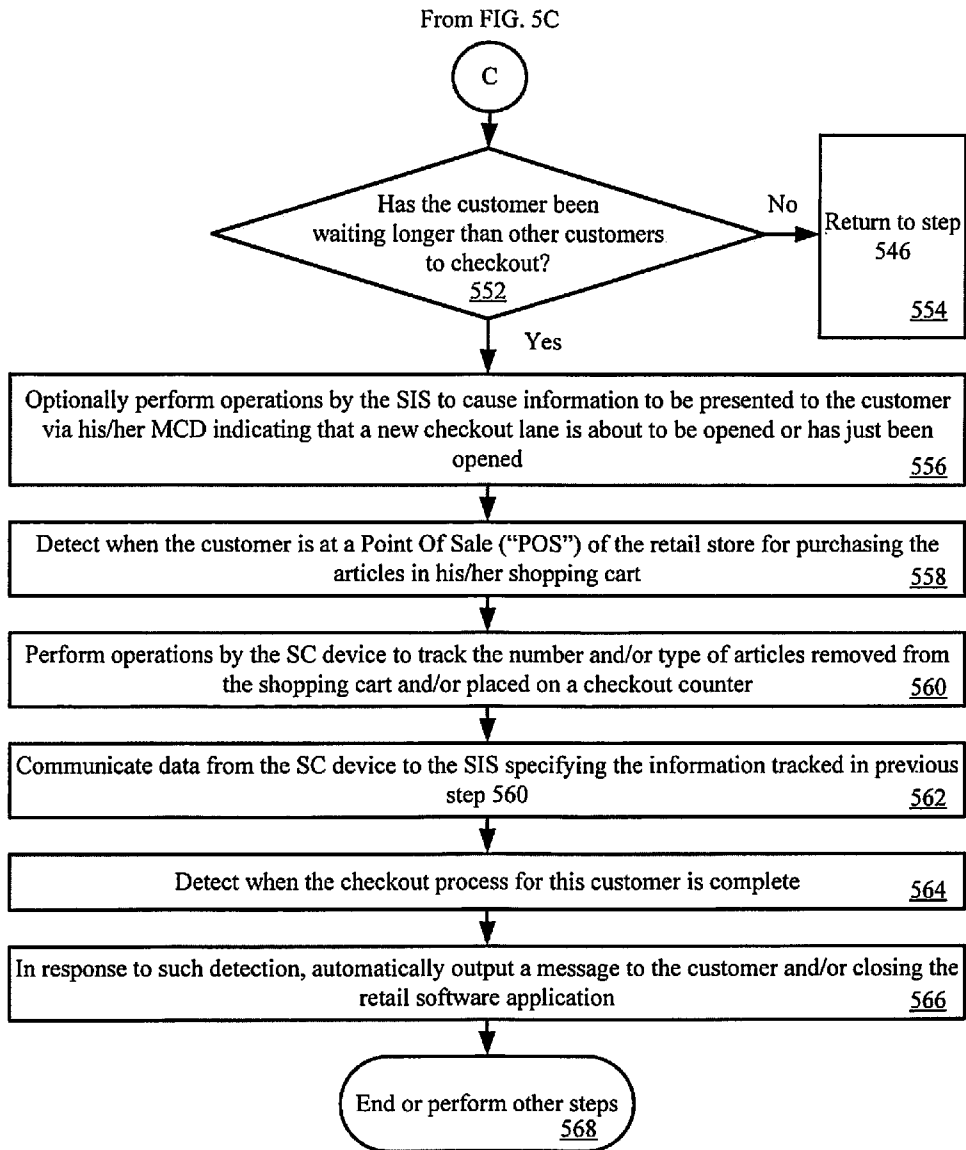 From FIG. 5C
C
Has the customer been
waiting longer than other customers
to checkout?
552
No
Return to step
546
554
Yes
Optionally perform operations by the SIS to cause information to be presented to the customer
via his/her MCD indicating that a new checkout lane is about to be opened or has just been
opened
556
Detect when the customer is at a Point Of Sale ("POS") of the retail store for purchasing the
articles in his/her shopping cart
558
Perform operations by the SC device to track the number and/or type of articles removed from
the shopping cart and/or placed on a checkout counter
560
Communicate data from the SC device to the SIS specifying the information tracked in previous
step 560
562
Detect when the checkout process for this customer is complete
564
In response to such detection, automatically output a message to the customer and/or closing the
retail software application
566
End or perform other steps
568